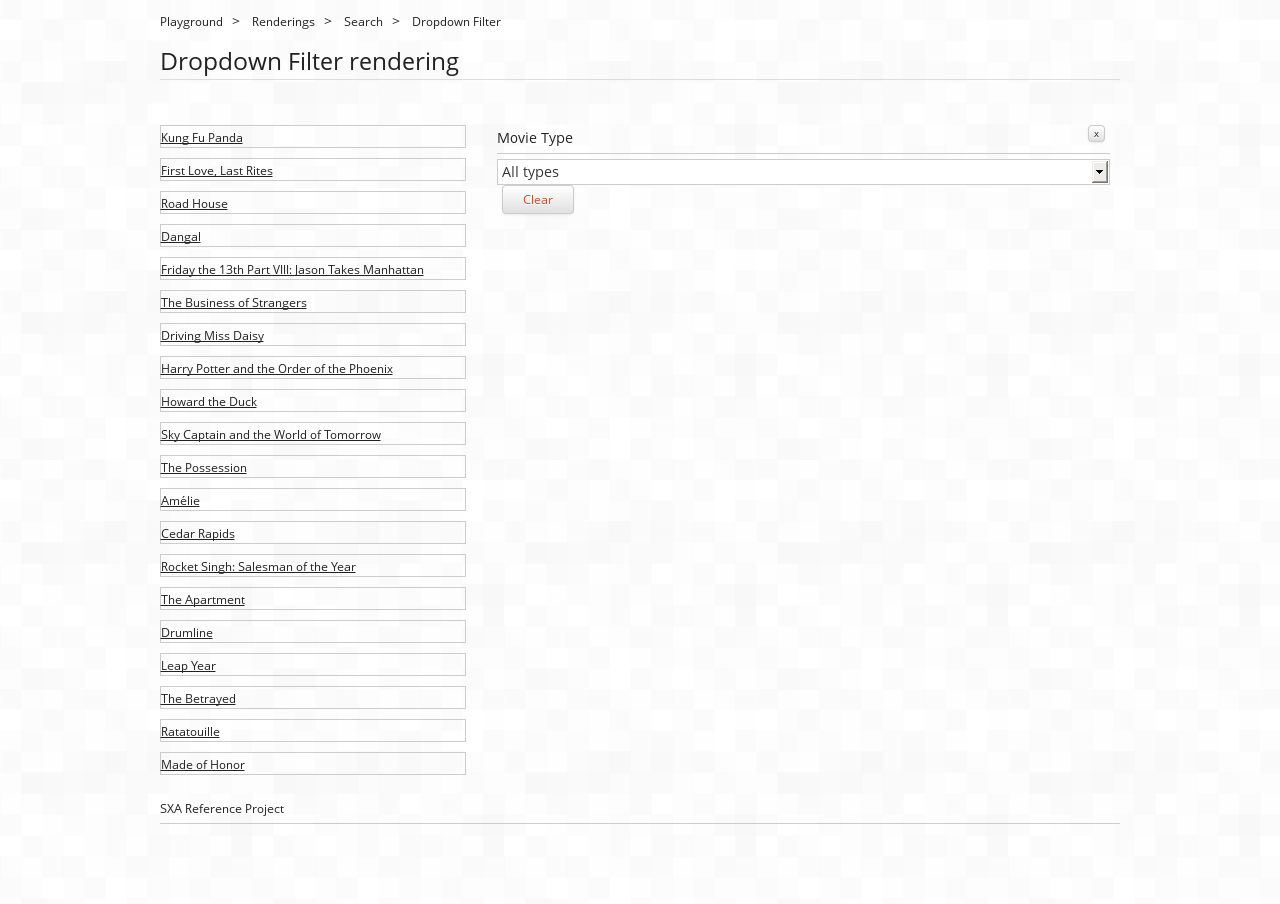 Playground > Renderings > Search > Dropdown Filter
Dropdown Filter rendering
Kung Fu Panda
First Love, Last Rites
Road House
Dangal
Friday the 13th Part VIII: Jason Takes Manhattan
The Business of Strangers
Driving Miss Daisy
Harry Potter and the Order of the Phoenix
Howard the Duck
Sky Captain and the World of Tomorrow
The Possession
Amélie
Cedar Rapids
Rocket Singh: Salesman of the Year
The Apartment
Drumline
Leap Year
The Betrayed
Ratatouille
Made of Honor
Movie Type x
All types
Clear
SXA Reference Project